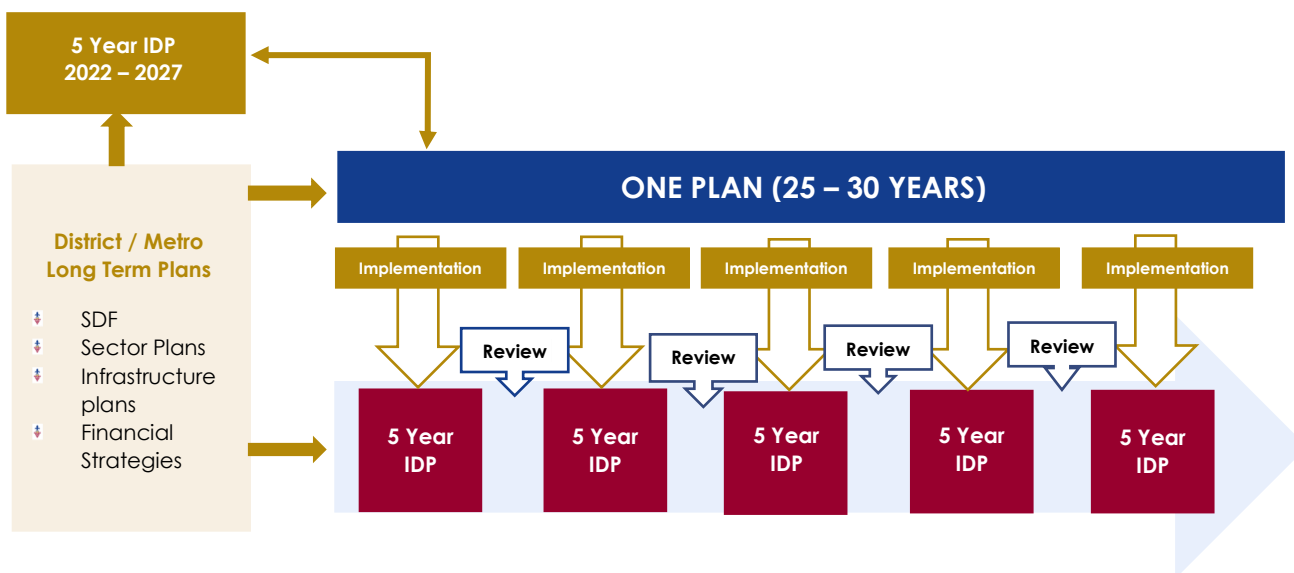 5 Year IDP
2022 – 2027
ONE PLAN (25 – 30 YEARS)
District / Metro
Long Term Plans
SDF
Sector Plans
Infrastructure
plans
Financial
Strategies
Implementation
Implementation
Implementation
Implementation
Implementation
Review
Review
Review
Review
5 Year
IDP
5 Year
IDP
5 Year
IDP
5 Year
IDP
5 Year
IDP